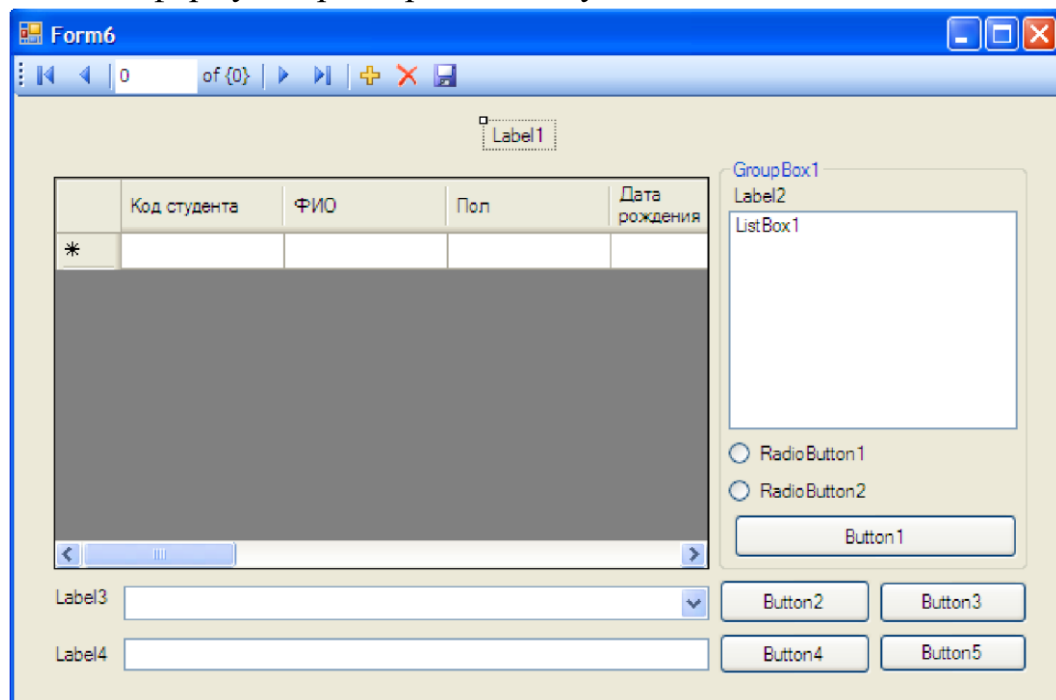 Form6
0 of {0}
Label1
Код студента ФИО Пол Дата рождения
GroupBox1
Label2
ListBox1
RadioButton1
RadioButton2
Button1
Label3
Button2 Button3
Label4
Button4 Button5